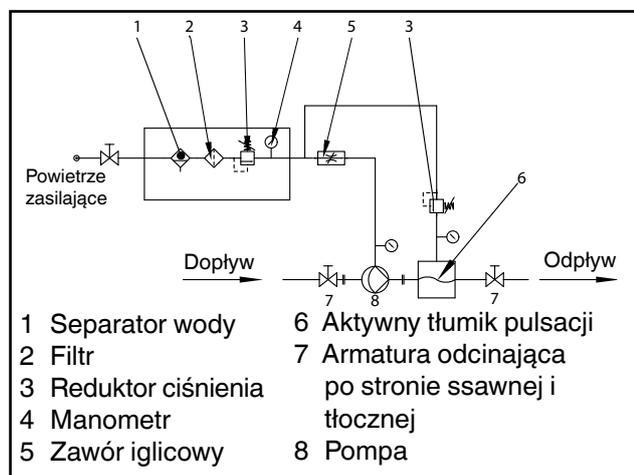 1 2 3 4 5 3
Powietrze
zasilające
6
Dopływ
Odpływ
7 8 7
1 Separator wody
2 Filtr
3 Reduktor ciśnienia
4 Manometr
5 Zawór iglicowy
6 Aktywny tłumik pulsacji
7 Armatura odcinająca
po stronie ssawnej i
tłocznej
8 Pompa